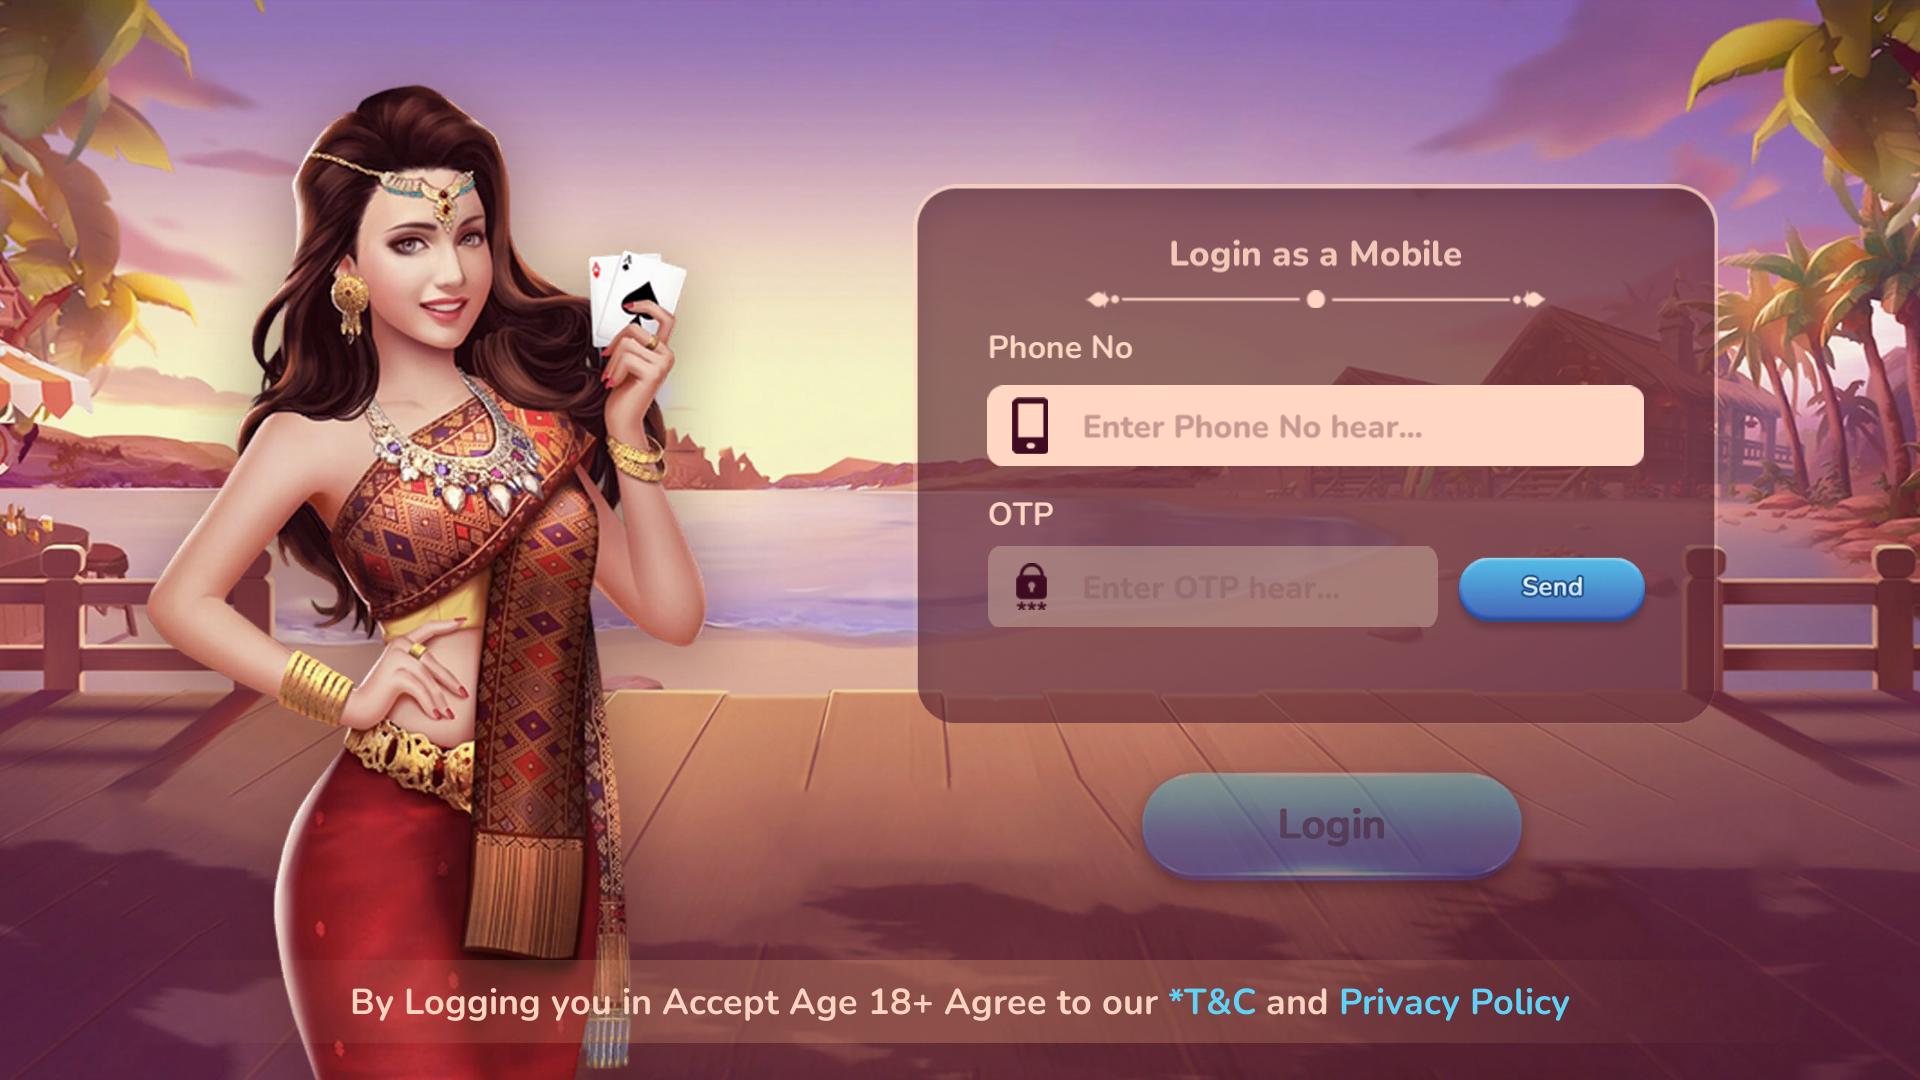 Login as a Mobile
Phone No
Enter Phone No hear...
OTP
Enter OTP hear...
Send
Login
By Logging you in Accept Age 18+ Agree to our *T&C and Privacy Policy